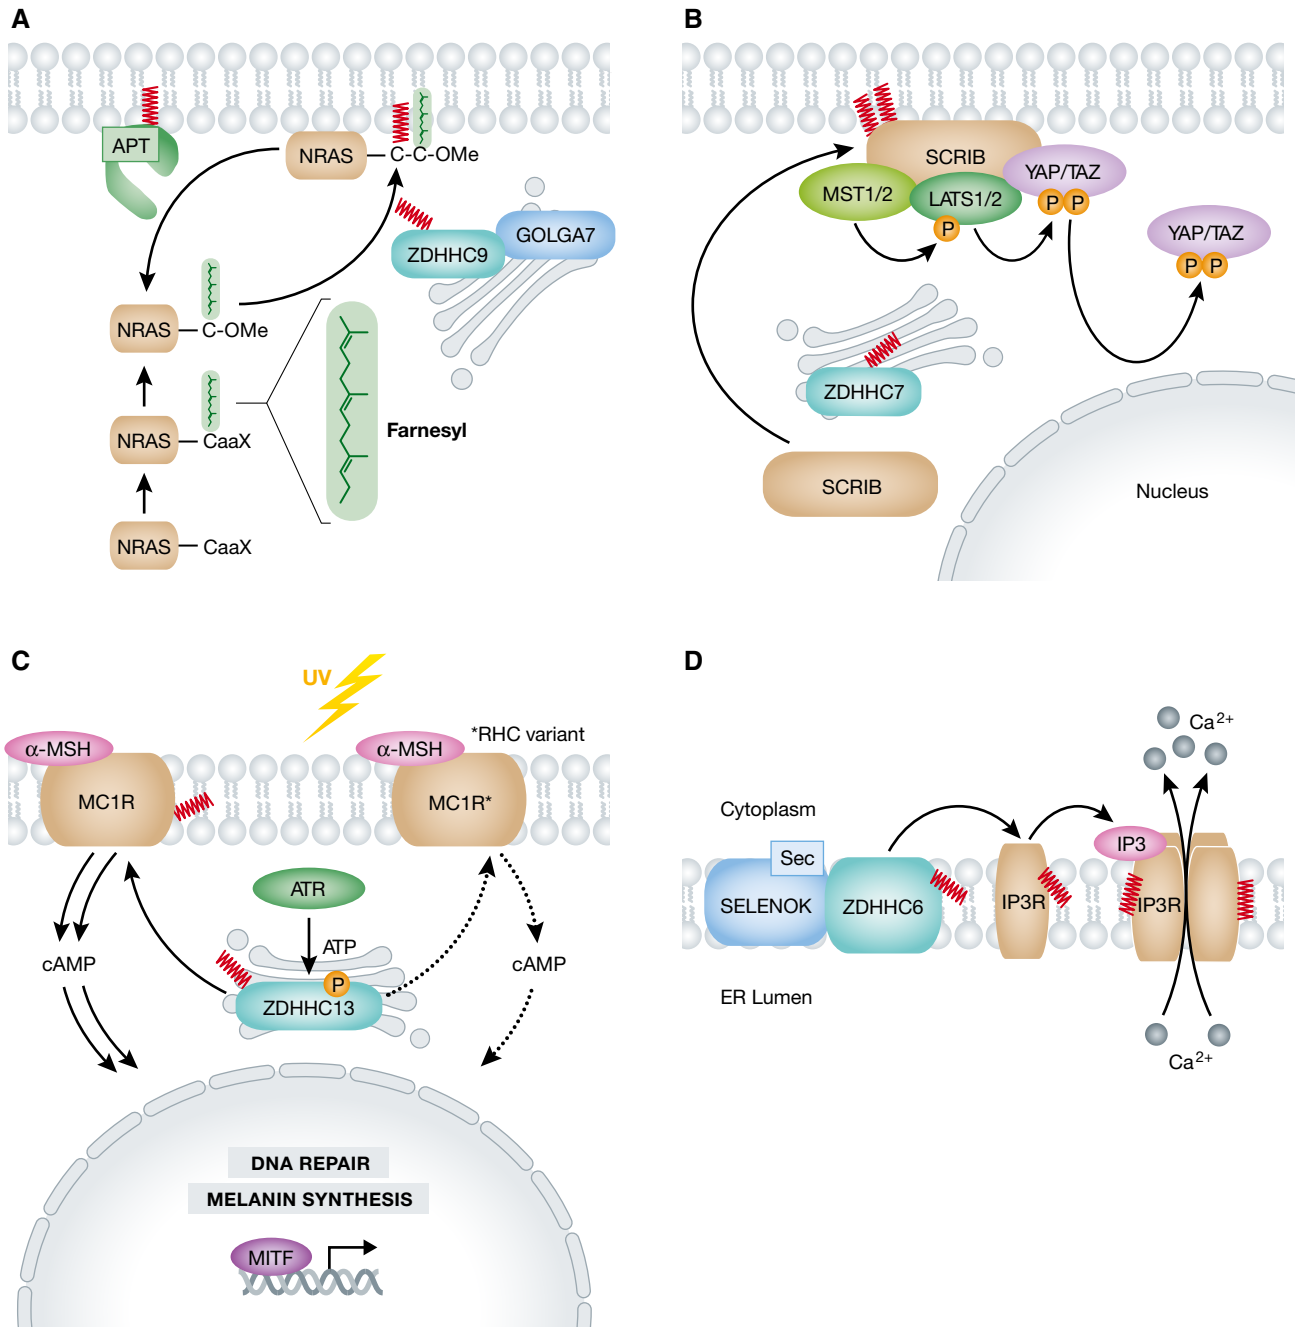 A
APT
NRAS
C-C-OMe
ZDHHC9
GOLGA7
NRAS
C-OMe
NRAS
CaaX
Farnesyl
NRAS
CaaX
B
SCRIB
MST1/2
LATS1/2
YAP/TAZ
P
P
P
YAP/TAZ
P
P
ZDHHC7
SCRIB
Nucleus
C
UV
α-MSH
MC1R
α-MSH
*RHC variant
MC1R*
ATR
ATP
P
ZDHHC13
cAMP
cAMP
DNA REPAIR
MELANIN SYNTHESIS
MITF
D
Ca2+
Cytoplasm
Sec
SELENOK
ZDHHC6
IP3R
IP3
IP3R
ER Lumen
Ca2+